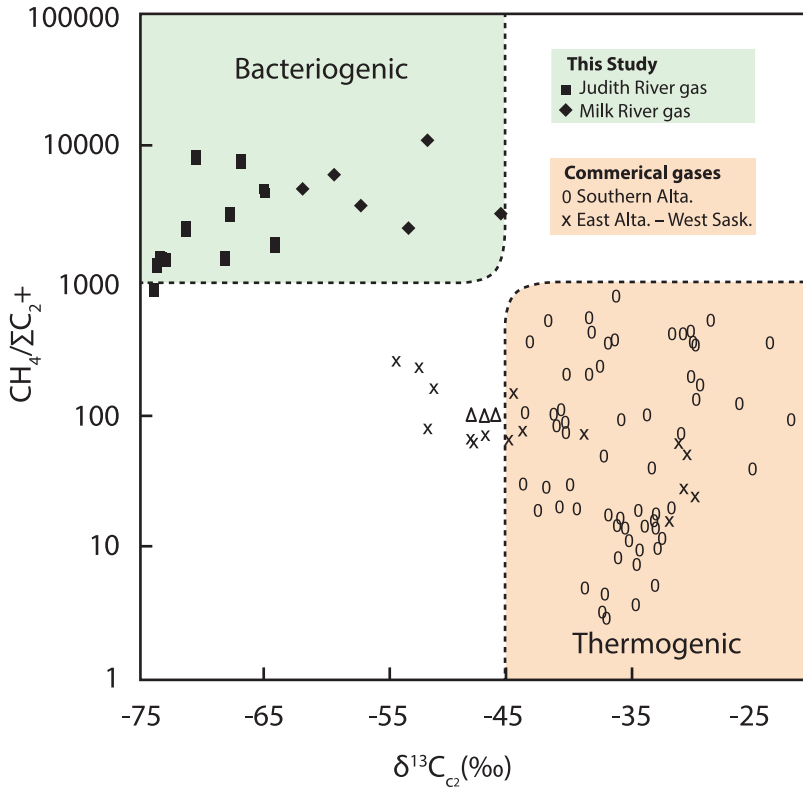 100000
10000
1000
100
10
1
CH₄/ΣC₂+
Bacteriogenic
This Study
Judith River gas
Milk River gas
Commerical gases
0 Southern Alta.
x East Alta. – West Sask.
Thermogenic
-75 -65 -55 -45 -35 -25
δ¹³C_c₂(‰)